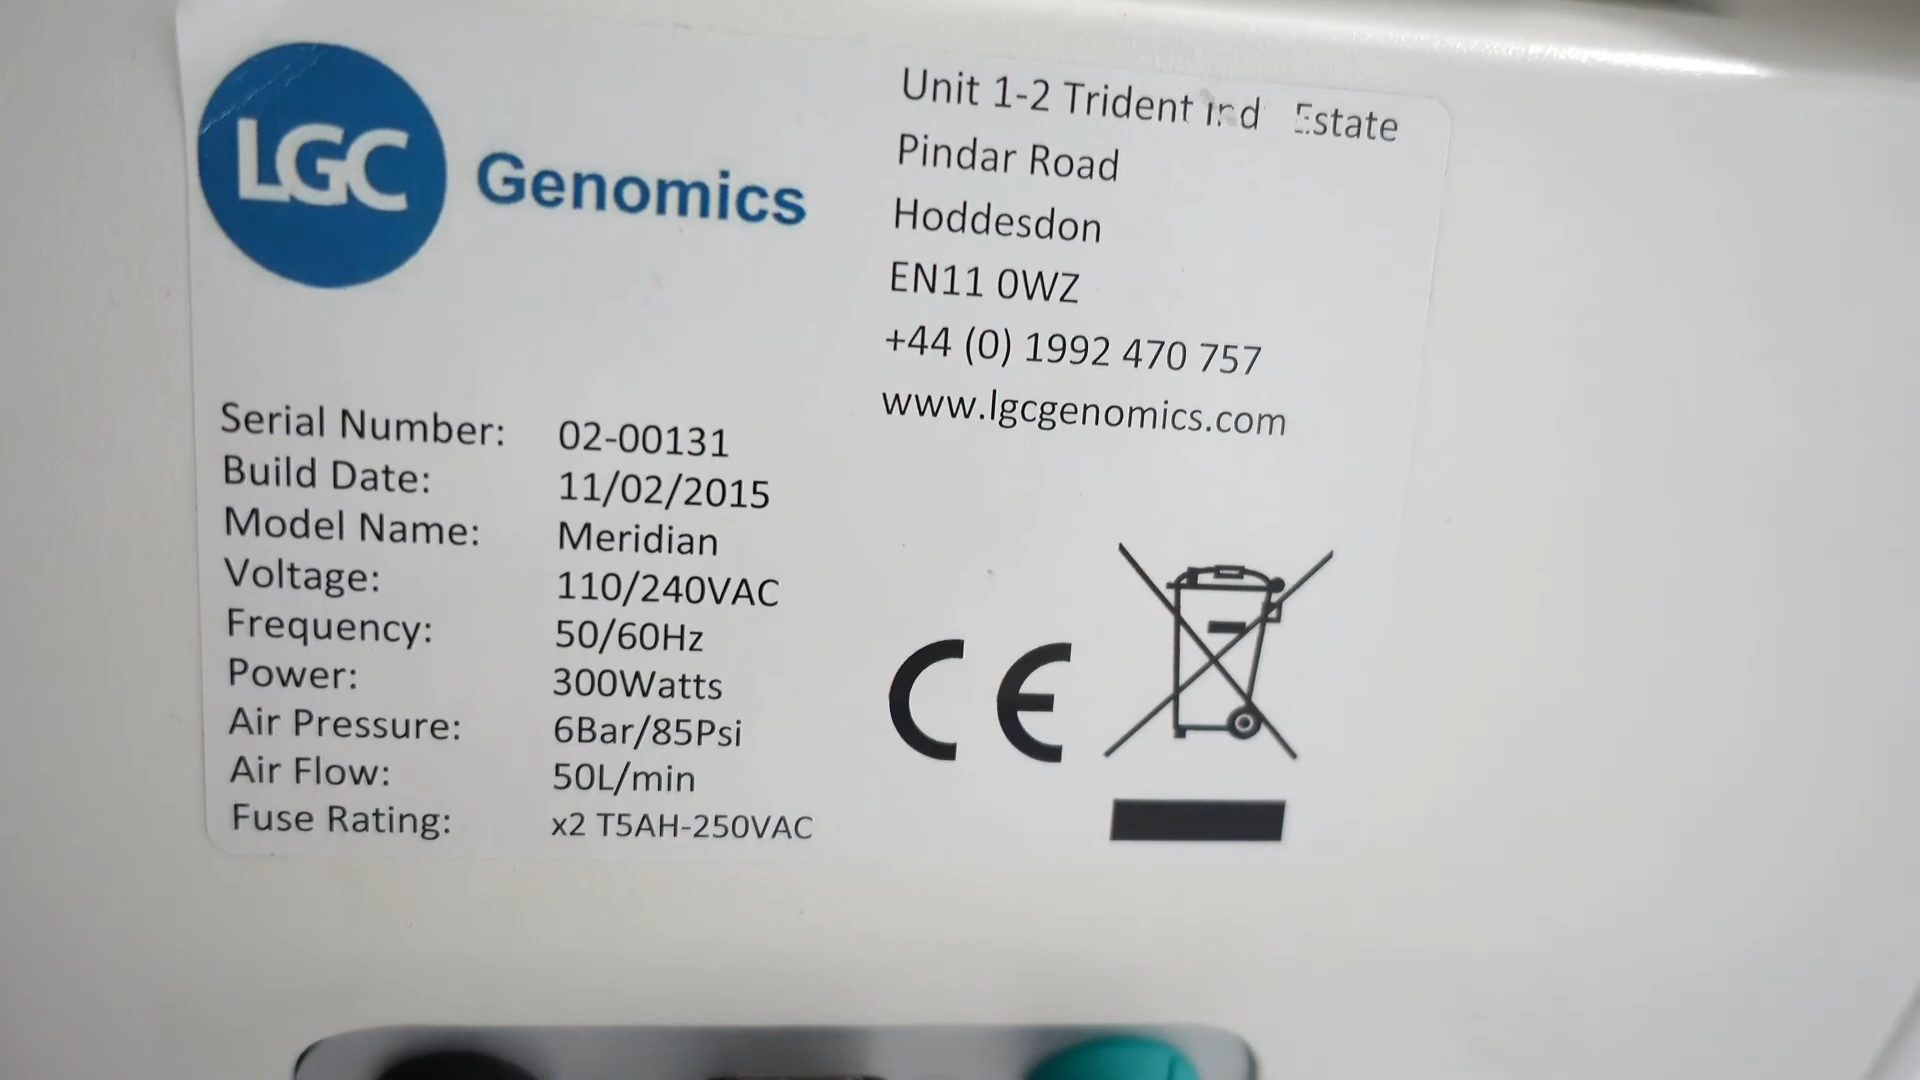 LGC Genomics
Unit 1-2 Trident Ind Estate
Pindar Road
Hoddesdon
EN11 0WZ
+44 (0) 1992 470 757
www.lgcgenomics.com
Serial Number: 02-00131
Build Date: 11/02/2015
Model Name: Meridian
Voltage: 110/240VAC
Frequency: 50/60Hz
Power: 300Watts
Air Pressure: 6Bar/85Psi
Air Flow: 50L/min
Fuse Rating: x2 T5AH-250VAC
CE